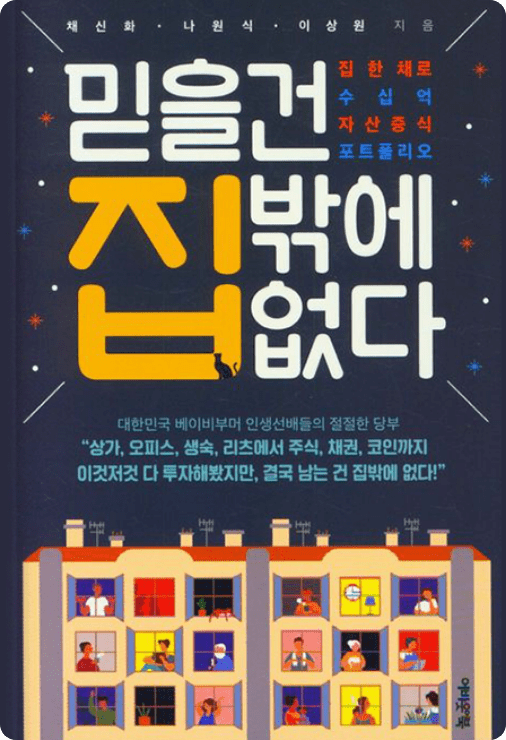 채신화 · 나원식 · 이상원 지음
믿을건
집 한 채로
수 십 억
자산증식
포트폴리오
집밖에
없다
대한민국 베이비부머 인생선배들의 절절한 당부
“상가, 오피스, 생숙, 리츠에서 주식, 채권, 코인까지
이것저것 다 투자해봤지만, 결국 남는 건 집밖에 없다!”